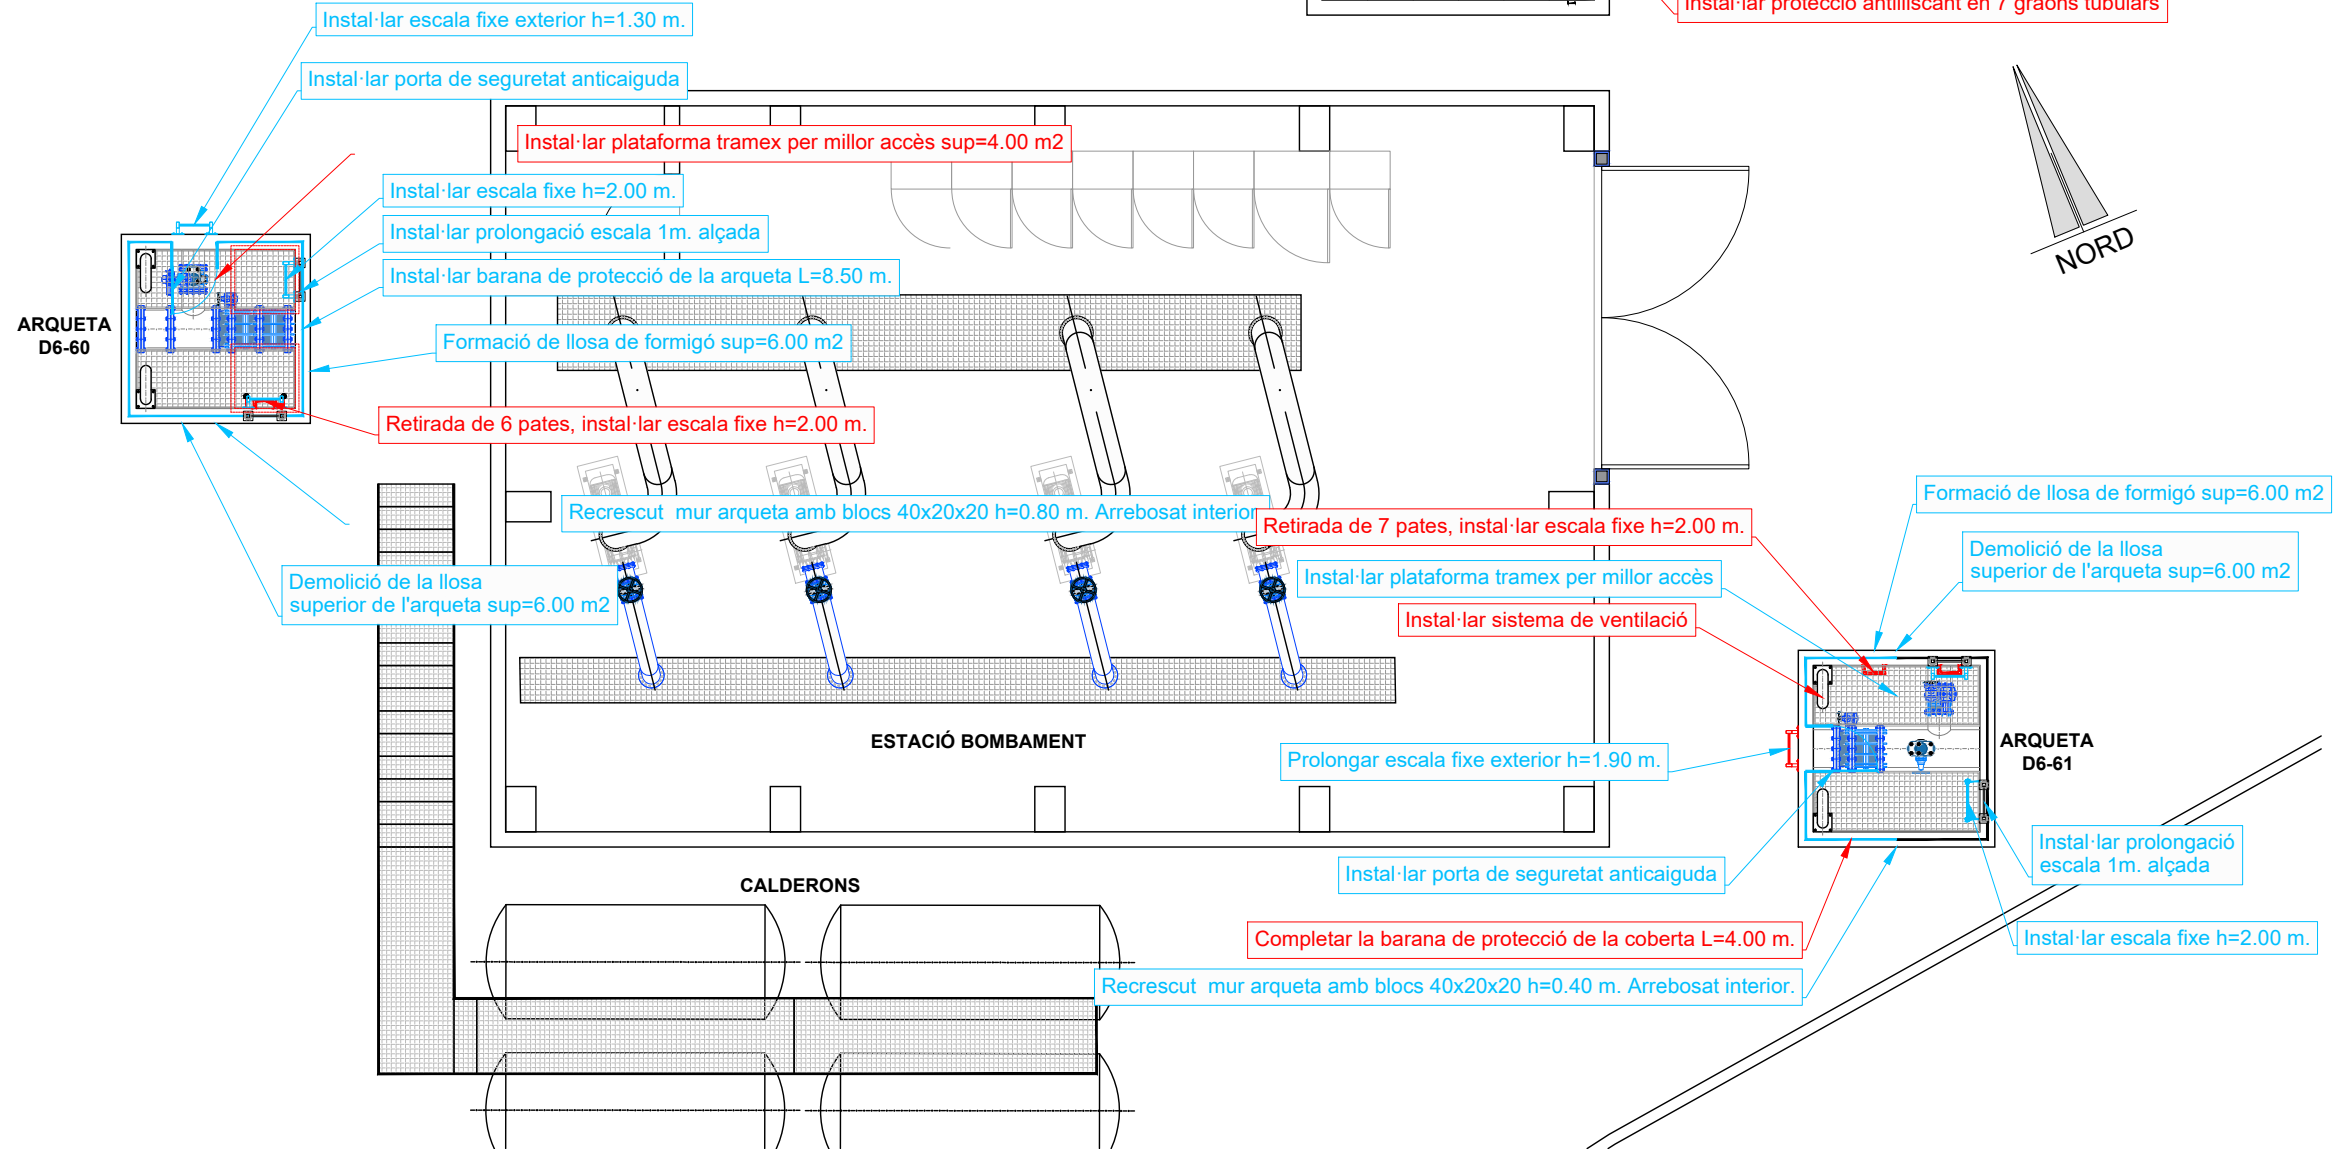 Instal·lar escala fixe exterior h=1.30 m.
Instal·lar protecció antilliscant en 7 graons tubulars
Instal·lar porta de seguretat anticaiguda
Instal·lar plataforma tramex per millor accès sup=4.00 m2
Instal·lar escala fixe h=2.00 m.
Instal·lar prolongació escala 1m. alçada
Instal·lar barana de protecció de la arqueta L=8.50 m.
NORD
ARQUETA
D6-60
Formació de llosa de formigó sup=6.00 m2
Retirada de 6 pates, instal·lar escala fixe h=2.00 m.
Recrescut  mur arqueta amb blocs 40x20x20 h=0.80 m. Arrebosat interior
Retirada de 7 pates, instal·lar escala fixe h=2.00 m.
Formació de llosa de formigó sup=6.00 m2
Demolició de la llosa
superior de l'arqueta sup=6.00 m2
Demolició de la llosa
superior de l'arqueta sup=6.00 m2
Instal·lar plataforma tramex per millor accès
Instal·lar sistema de ventilació
ESTACIÓ BOMBAMENT
Prolongar escala fixe exterior h=1.90 m.
ARQUETA
D6-61
Instal·lar porta de seguretat anticaiguda
Instal·lar prolongació
escala 1m. alçada
CALDERONS
Completar la barana de protecció de la coberta L=4.00 m.
Instal·lar escala fixe h=2.00 m.
Recrescut  mur arqueta amb blocs 40x20x20 h=0.40 m. Arrebosat interior.